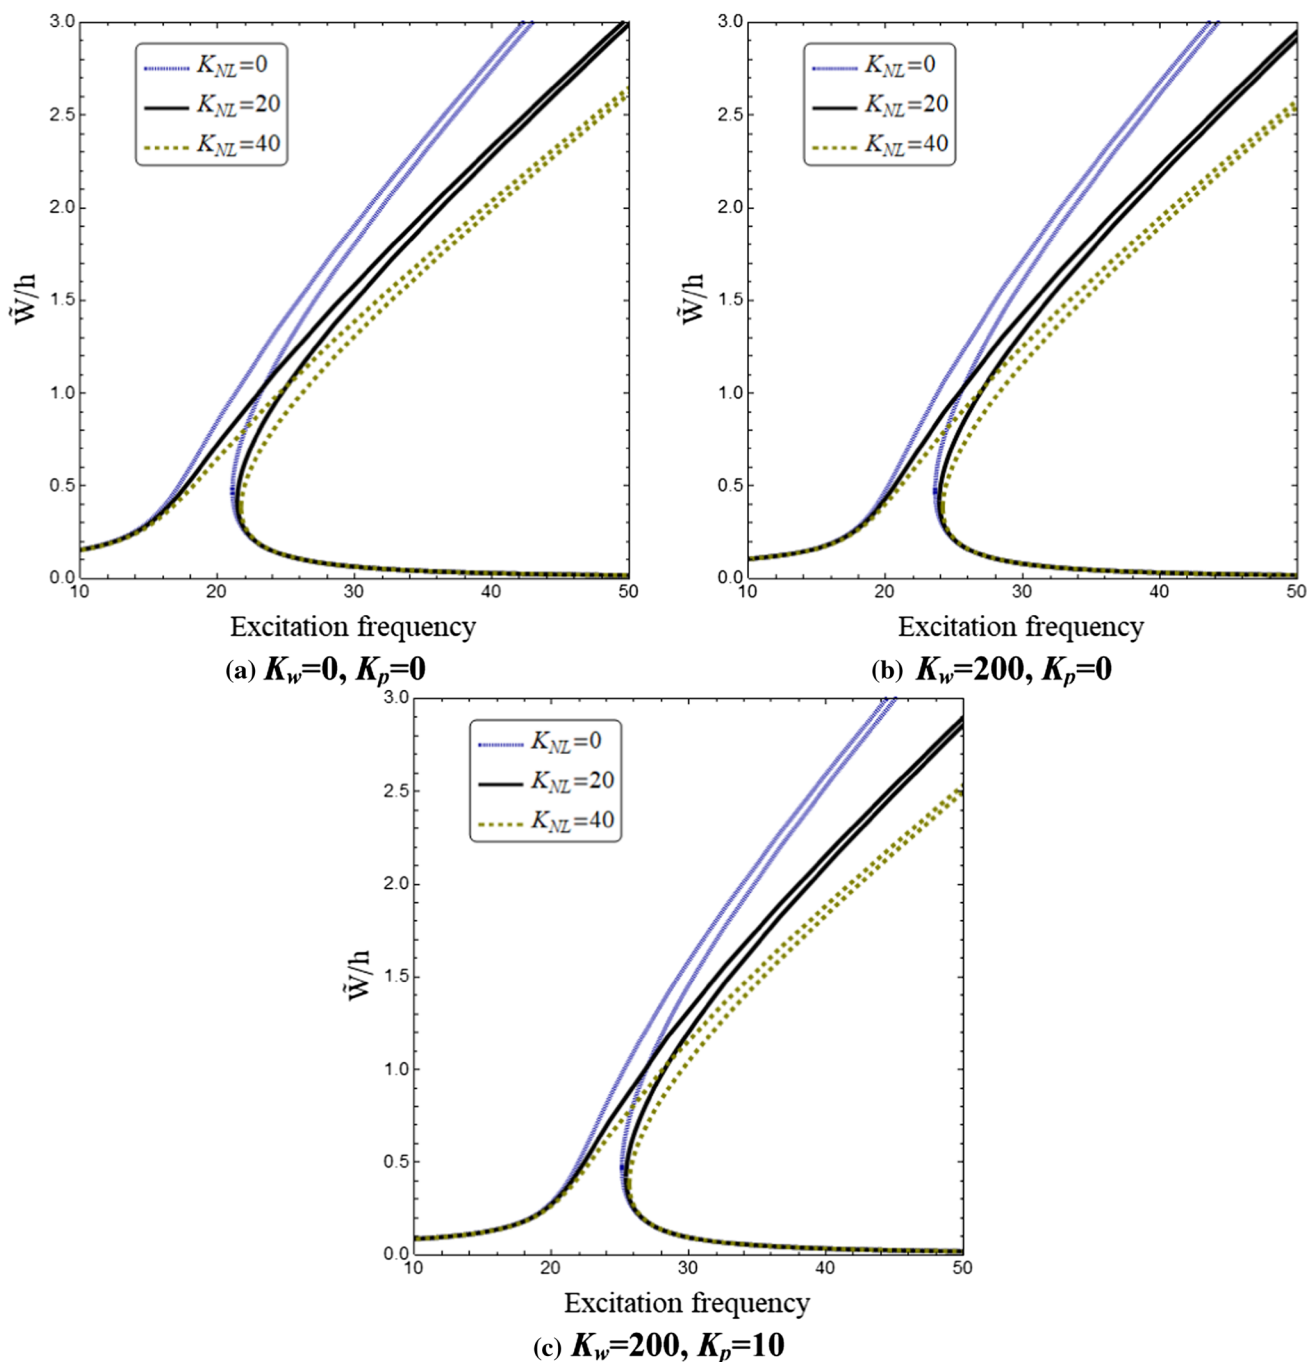 3.0
2.5
2.0
1.5
1.0
0.5
0.0
W̃/h
K_NL=0
K_NL=20
K_NL=40
10 20 30 40 50
Excitation frequency
(a) K_w=0, K_p=0
3.0
2.5
2.0
1.5
1.0
0.5
0.0
W̃/h
K_NL=0
K_NL=20
K_NL=40
10 20 30 40 50
Excitation frequency
(b) K_w=200, K_p=0
3.0
2.5
2.0
1.5
1.0
0.5
0.0
W̃/h
K_NL=0
K_NL=20
K_NL=40
10 20 30 40 50
Excitation frequency
(c) K_w=200, K_p=10